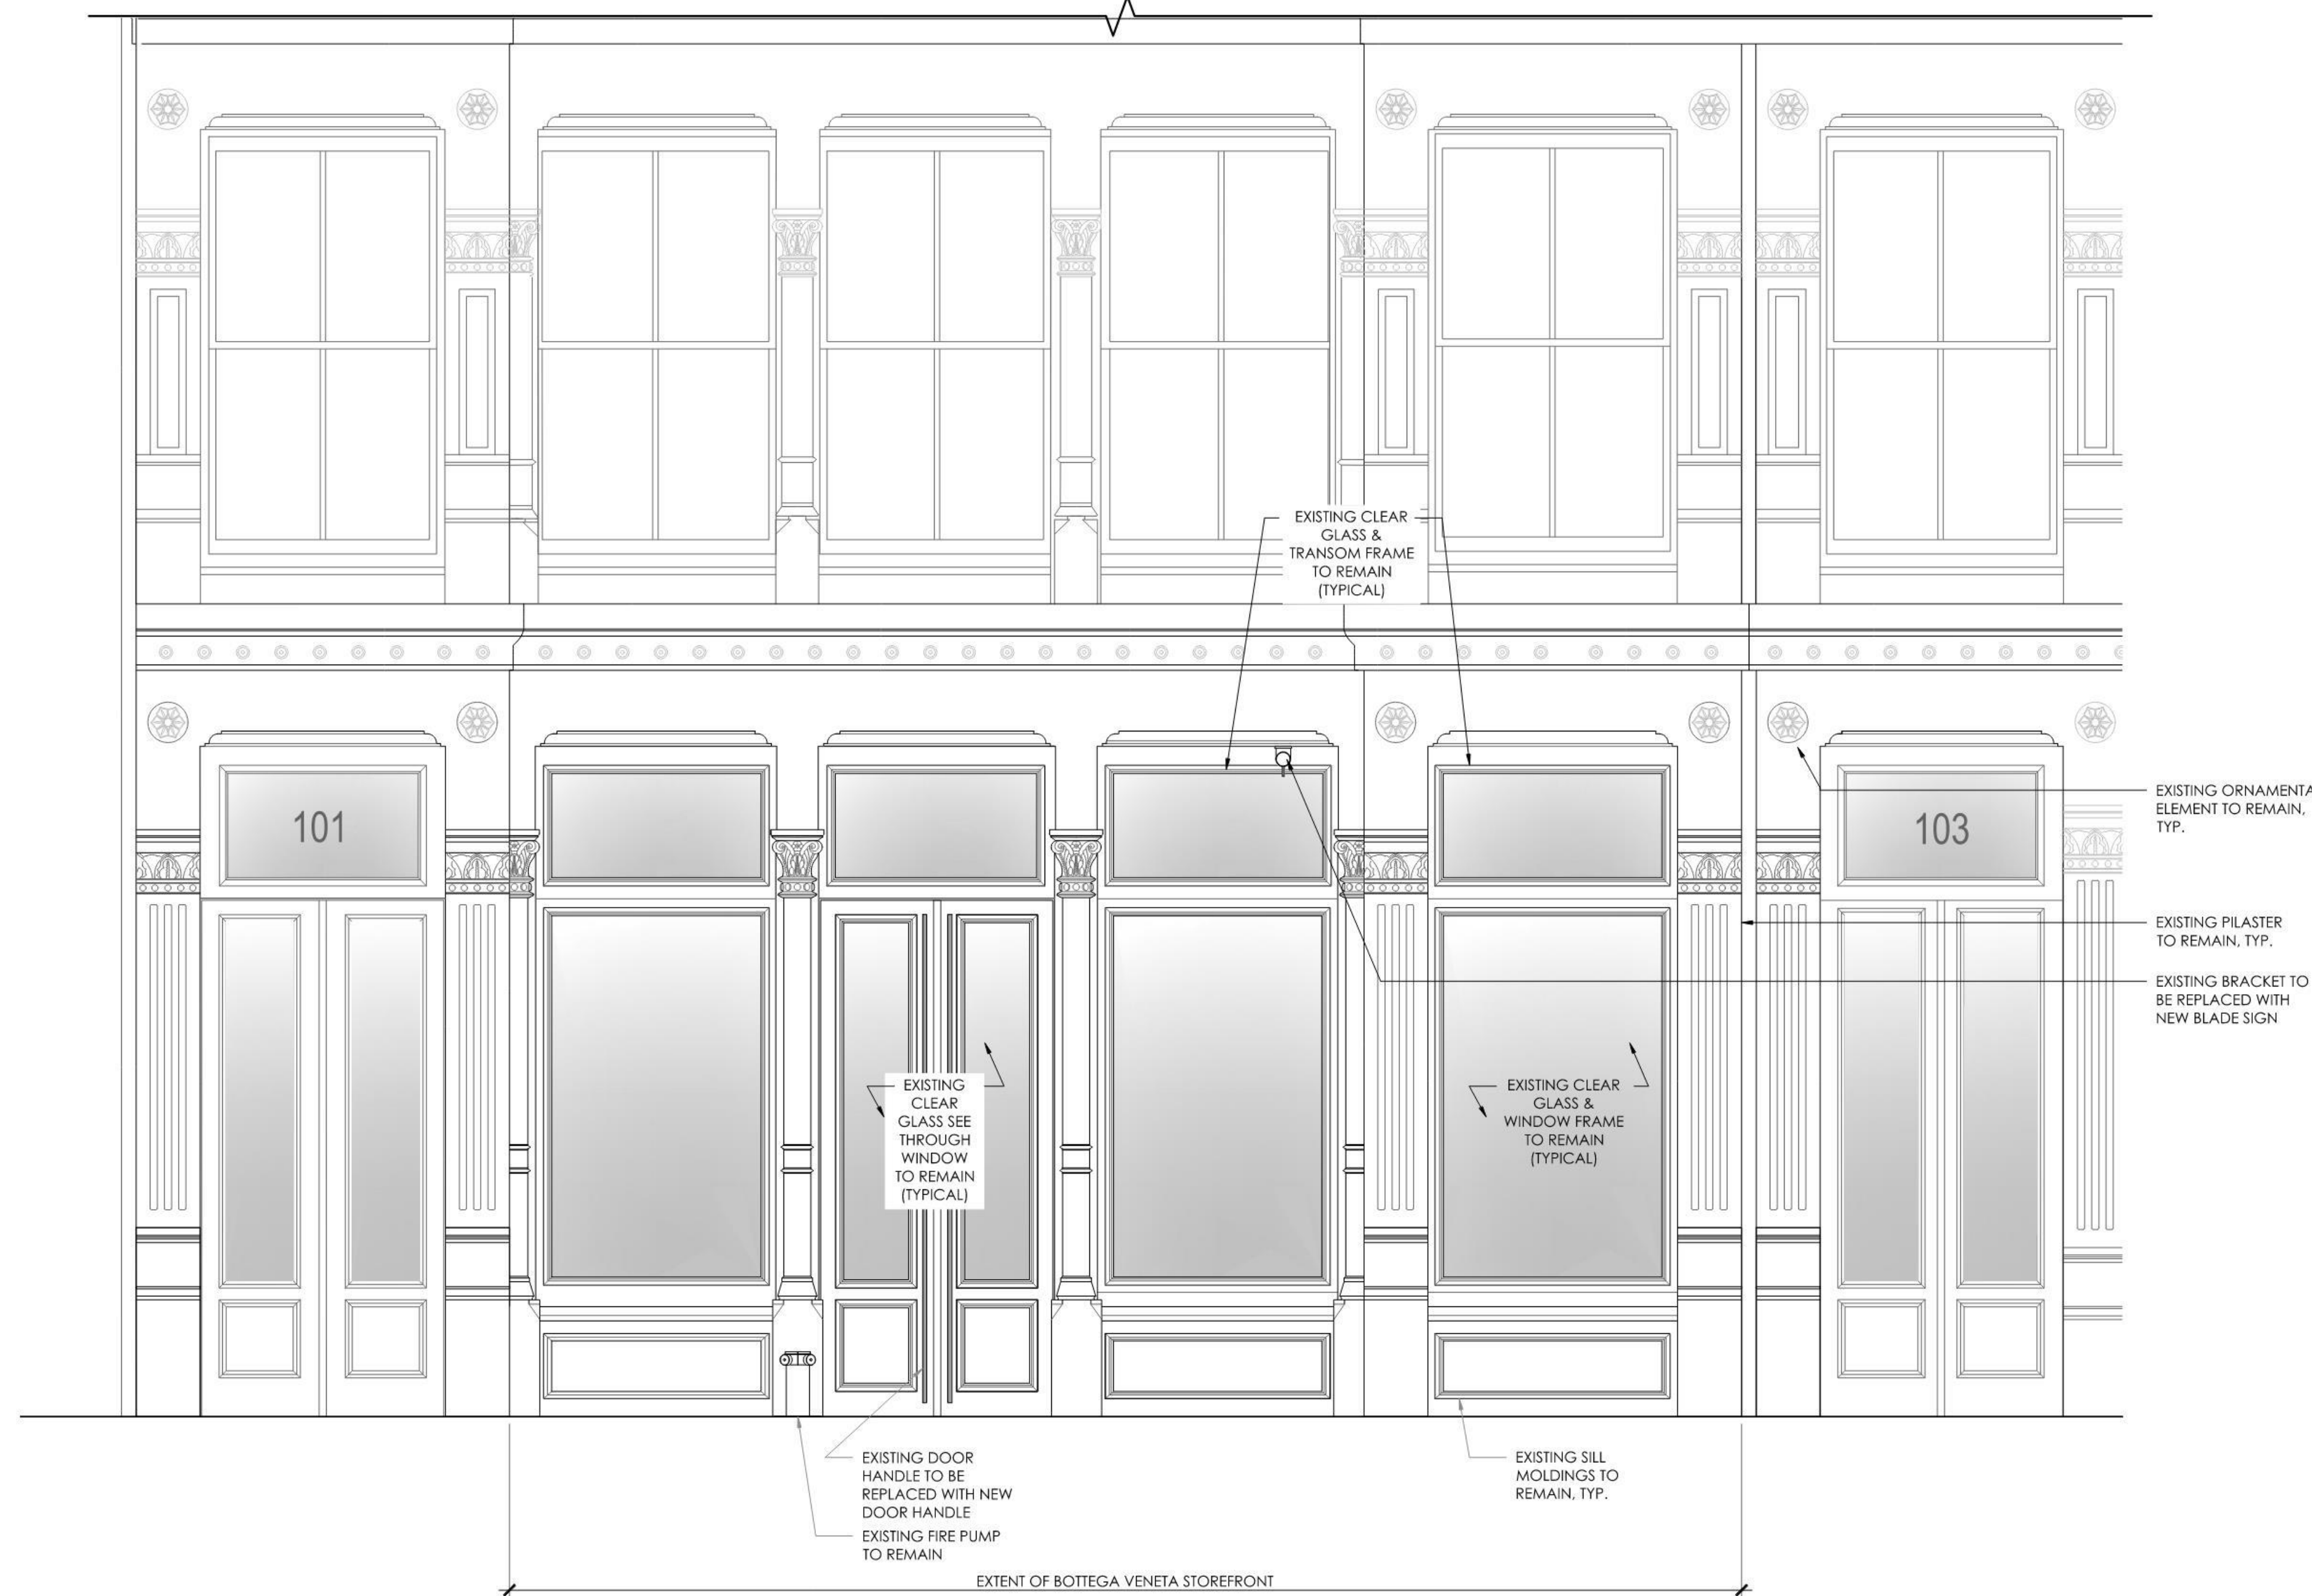 EXISTING CLEAR
GLASS &
TRANSOM FRAME
TO REMAIN
(TYPICAL)
101
103
EXISTING ORNAMENTA
ELEMENT TO REMAIN,
TYP.
EXISTING PILASTER
TO REMAIN, TYP.
EXISTING BRACKET TO
BE REPLACED WITH
NEW BLADE SIGN
EXISTING
CLEAR
GLASS SEE
THROUGH
WINDOW
TO REMAIN
(TYPICAL)
EXISTING CLEAR
GLASS &
WINDOW FRAME
TO REMAIN
(TYPICAL)
EXISTING DOOR
HANDLE TO BE
REPLACED WITH NEW
DOOR HANDLE
EXISTING FIRE PUMP
TO REMAIN
EXISTING SILL
MOLDINGS TO
REMAIN, TYP.
EXTENT OF BOTTEGA VENETA STOREFRONT